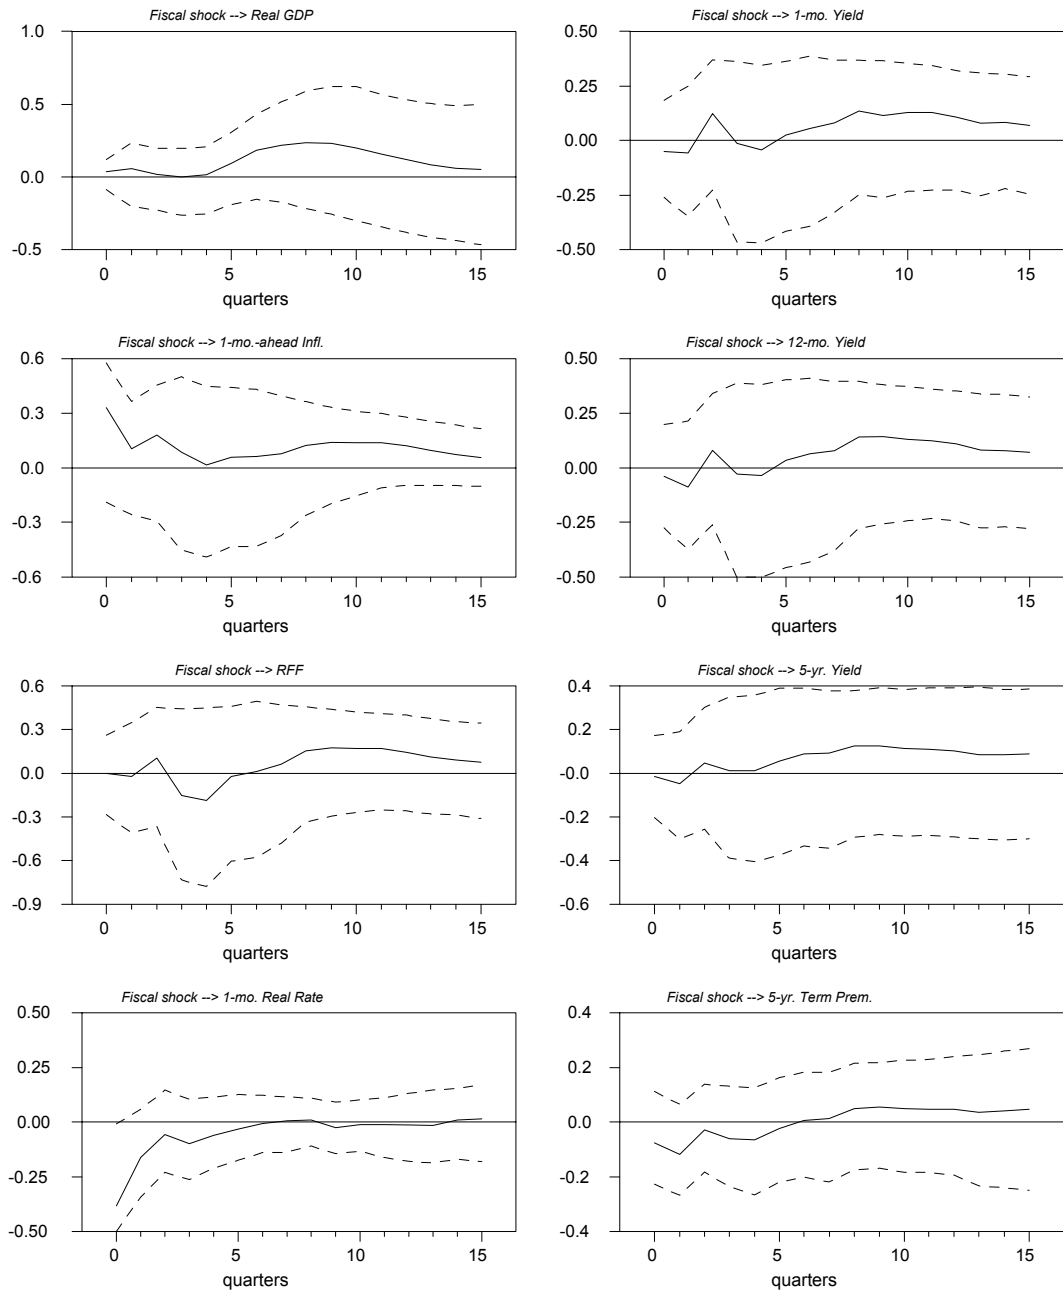 Fiscal shock --> Real GDP
1.0
0.5
0.0
-0.5
0 5 10 15
quarters
Fiscal shock --> 1-mo. Yield
0.50
0.25
0.00
-0.25
-0.50
0 5 10 15
quarters
Fiscal shock --> 1-mo.-ahead Infl.
0.6
0.3
0.0
-0.3
-0.6
0 5 10 15
quarters
Fiscal shock --> 12-mo. Yield
0.50
0.25
0.00
-0.25
-0.50
0 5 10 15
quarters
Fiscal shock --> RFF
0.6
0.3
0.0
-0.3
-0.6
-0.9
0 5 10 15
quarters
Fiscal shock --> 5-yr. Yield
0.4
0.2
-0.0
-0.2
-0.4
-0.6
0 5 10 15
quarters
Fiscal shock --> 1-mo. Real Rate
0.50
0.25
0.00
-0.25
-0.50
0 5 10 15
quarters
Fiscal shock --> 5-yr. Term Prem.
0.4
0.2
0.0
-0.2
-0.4
0 5 10 15
quarters